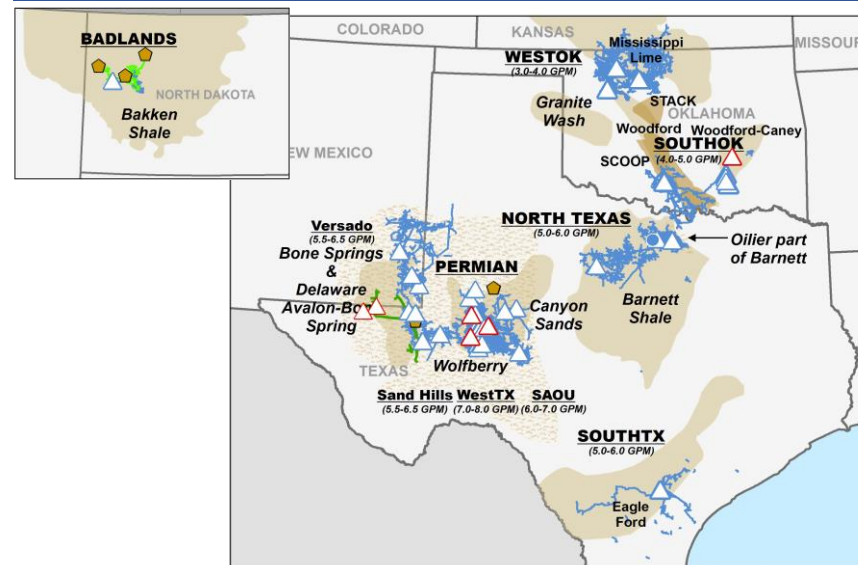 BADLANDS
NORTH DAKOTA
Bakken
Shale
COLORADO
KANSAS
MISSOUR
WESTOK
(3.0-4.0 GPM)
Mississippi
Lime
Granite
Wash
STACK
OKLAHOMA
Woodford
Woodford-Caney
SOUTHOK
(4.0-5.0 GPM)
SCOOP
EW MEXICO
Versado
(5.5-6.5 GPM)
Bone Springs
&
Delaware
Avalon-Bo
Spring
NORTH TEXAS
(5.0-6.0 GPM)
Oilier part
of Barnett
PERMIAN
Canyon
Sands
Barnett
Shale
Wolfberry
TEXAS
Sand Hills
(5.5-6.5 GPM)
WestTX
(7.0-8.0 GPM)
SAOU
(6.0-7.0 GPM)
SOUTHTX
(5.0-6.0 GPM)
Eagle
Ford